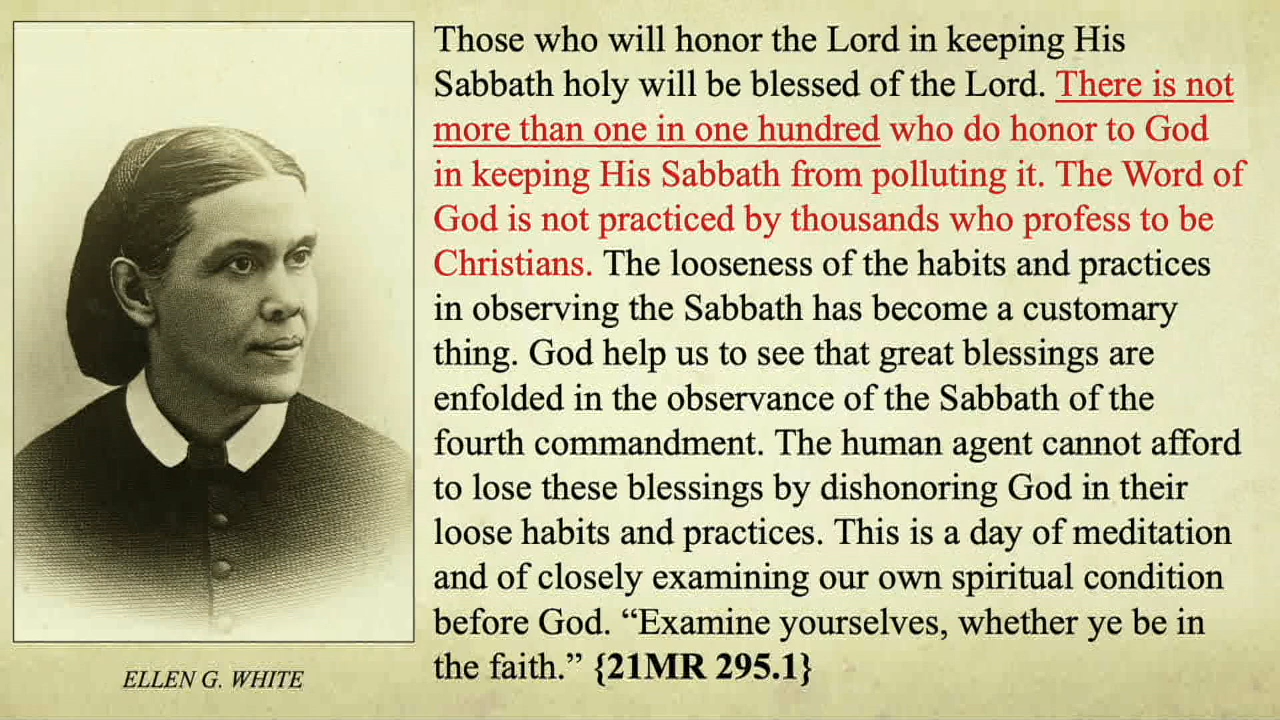 Those who will honor the Lord in keeping His
Sabbath holy will be blessed of the Lord. There is not
more than one in one hundred who do honor to God
in keeping His Sabbath from polluting it. The Word of
God is not practiced by thousands who profess to be
Christians. The looseness of the habits and practices
in observing the Sabbath has become a customary
thing. God help us to see that great blessings are
enfolded in the observance of the Sabbath of the
fourth commandment. The human agent cannot afford
to lose these blessings by dishonoring God in their
loose habits and practices. This is a day of meditation
and of closely examining our own spiritual condition
before God. “Examine yourselves, whether ye be in
the faith.” {21MR 295.1}
ELLEN G. WHITE